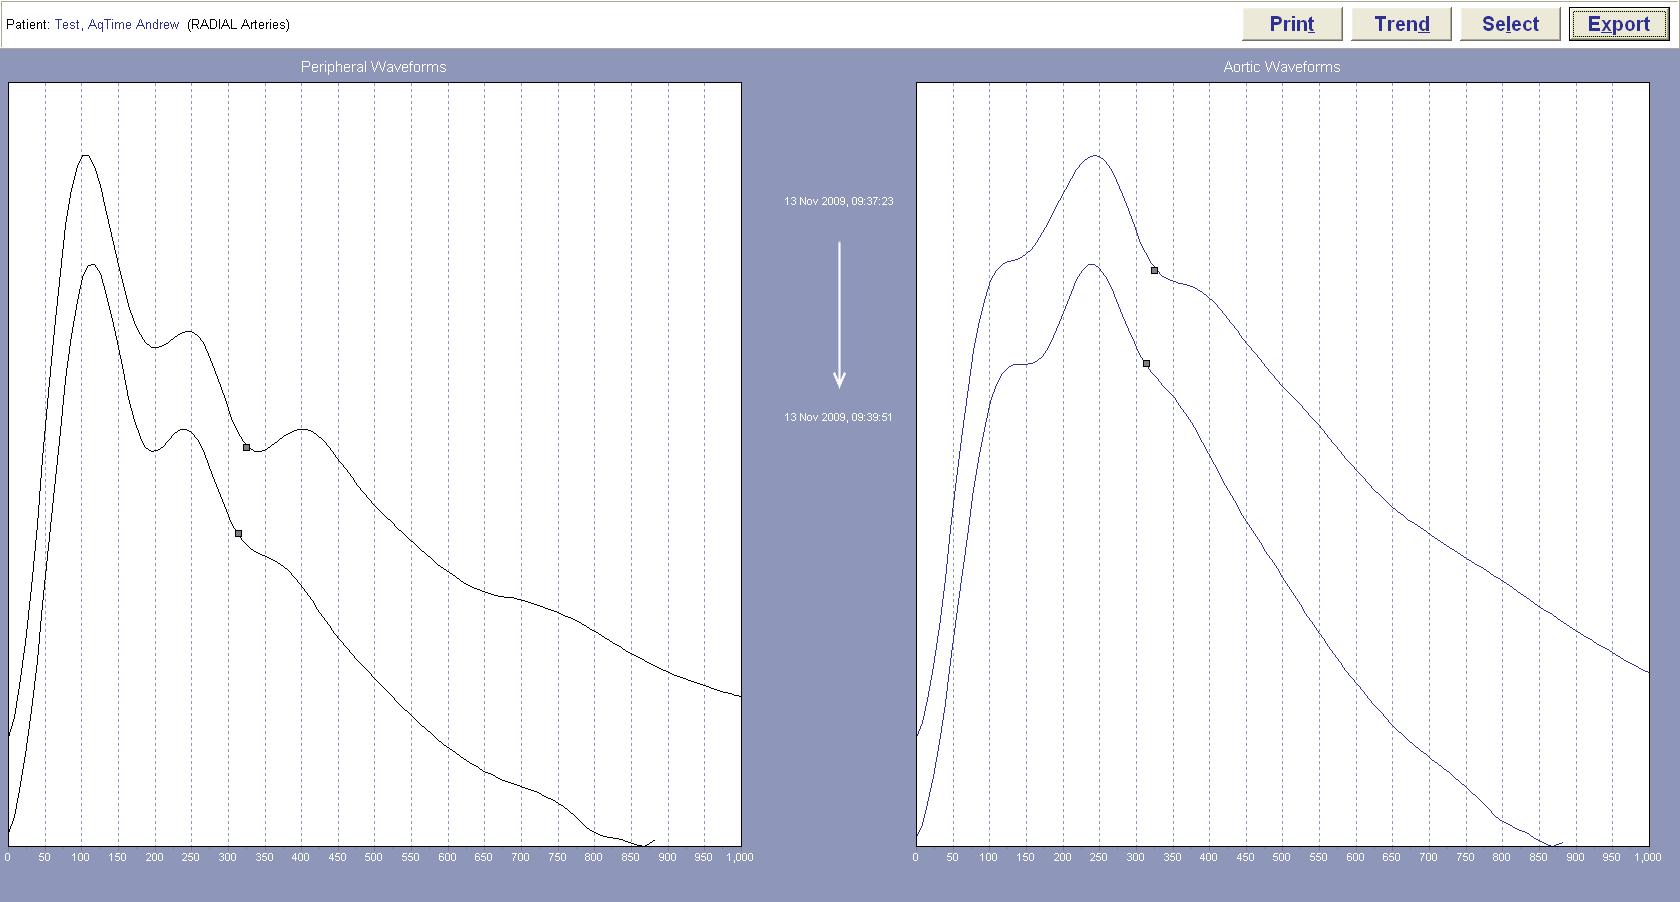 Patient: Test, AqTime Andrew (RADIAL Arteries)
Print Trend Select Export
Peripheral Waveforms
Aortic Waveforms
13 Nov 2009, 09:37:23
13 Nov 2009, 09:39:51
0 50 100 150 200 250 300 350 400 450 500 550 600 650 700 750 800 850 900 950 1,000
0 50 100 150 200 250 300 350 400 450 500 550 600 650 700 750 800 850 900 950 1,000